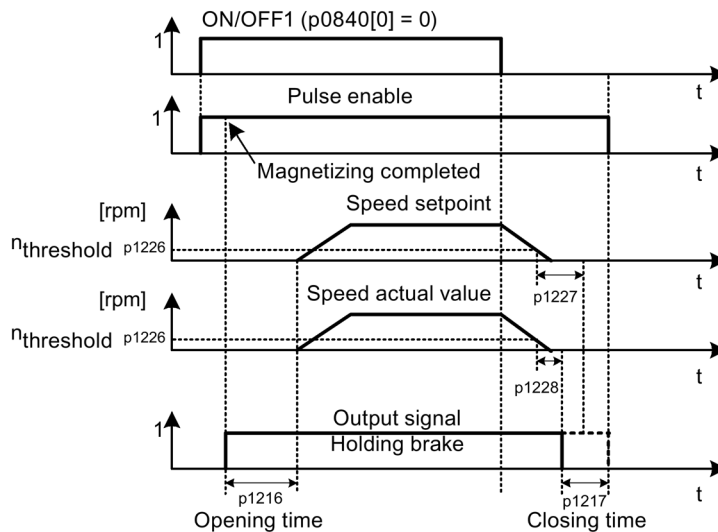 ON/OFF1 (p0840[0] = 0)
1
t
Pulse enable
1
t
Magnetizing completed
[rpm]
Speed setpoint
nthreshold p1226
p1227
t
[rpm]
Speed actual value
nthreshold p1226
p1228
t
Output signal
1
Holding brake
t
p1216
p1217
Opening time
Closing time